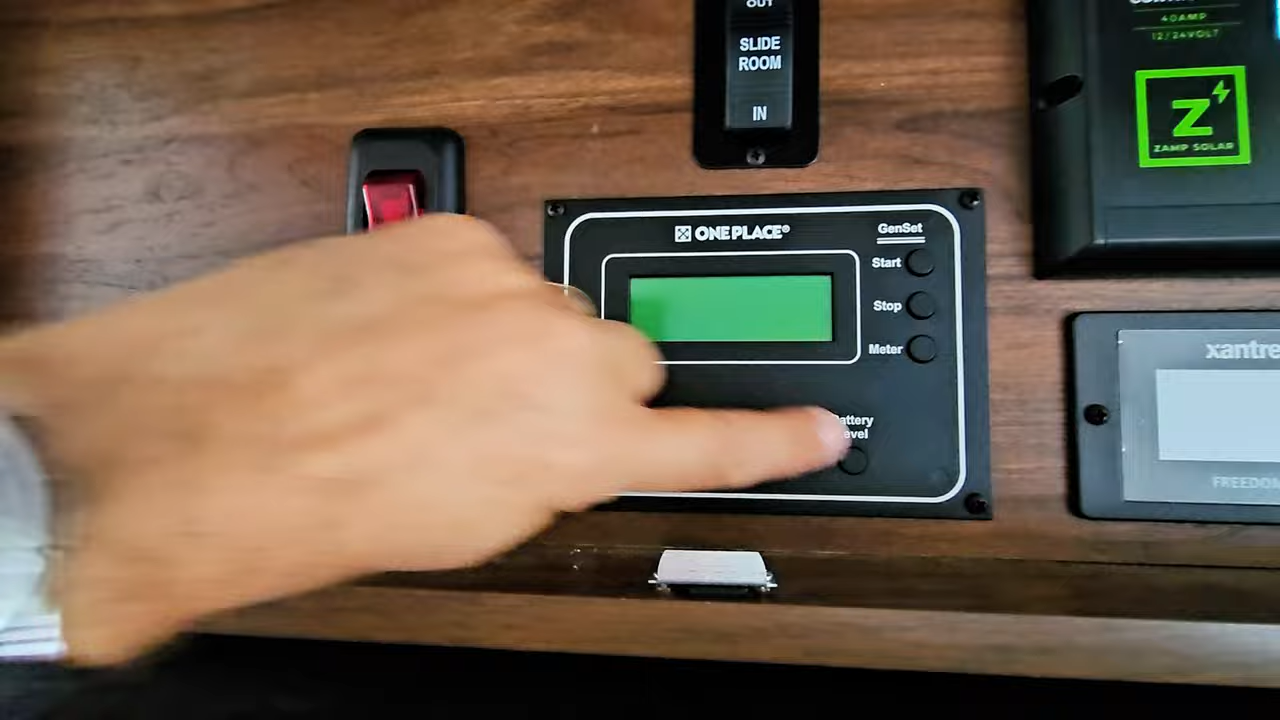 OUT
SLIDE
ROOM
IN
40AMP
12/24VOLT
Z
ZAMP SOLAR
ONE PLACE®
GenSet
Start
Stop
Meter
attery
evel
xantre
FREEDOM